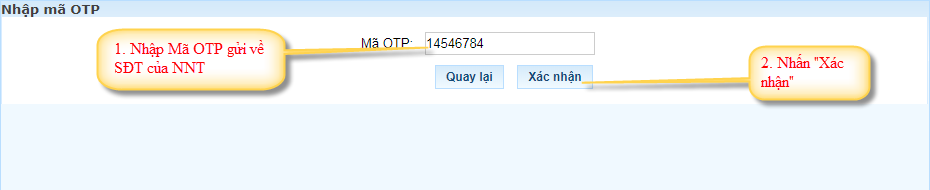 Nhập mã OTP
1. Nhập Mã OTP gửi về
SĐT của NNT
Mã OTP: 14546784
Quay lại Xác nhận
2. Nhấn "Xác
nhận"